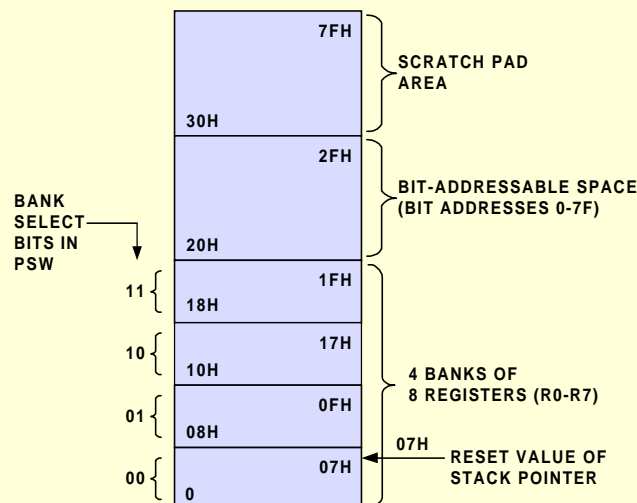 7FH
SCRATCH PAD
AREA
30H
2FH
BANK
SELECT
BITS IN
PSW
BIT-ADDRESSABLE SPACE
(BIT ADDRESSES 0-7F)
20H
11
1FH
18H
10
17H
10H
4 BANKS OF
8 REGISTERS (R0-R7)
01
0FH
08H
07H
RESET VALUE OF
STACK POINTER
00
07H
0